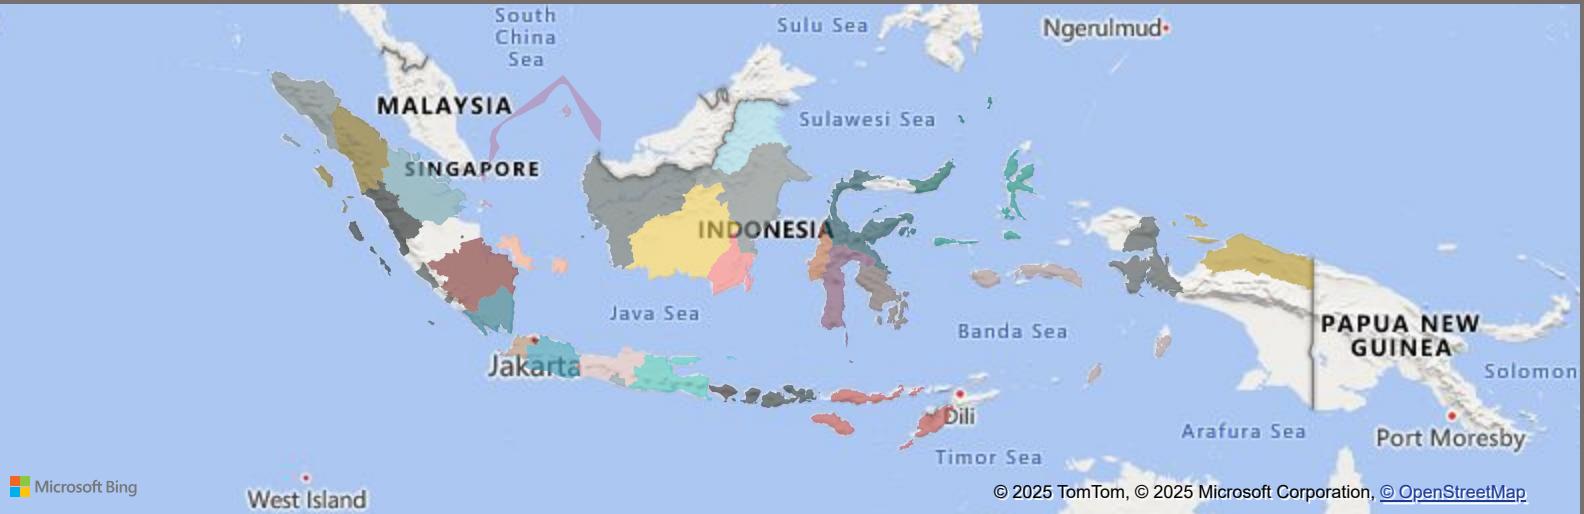 South
China
Sea
Sulu Sea
Ngerulmud
MALAYSIA
Sulawesi Sea
SINGAPORE
INDONESIA
Java Sea
Banda Sea
PAPUA NEW
GUINEA
Jakarta
Solomon
Dili
Arafura Sea
Port Moresby
Timor Sea
Microsoft Bing
West Island
© 2025 TomTom, © 2025 Microsoft Corporation, © OpenStreetMap